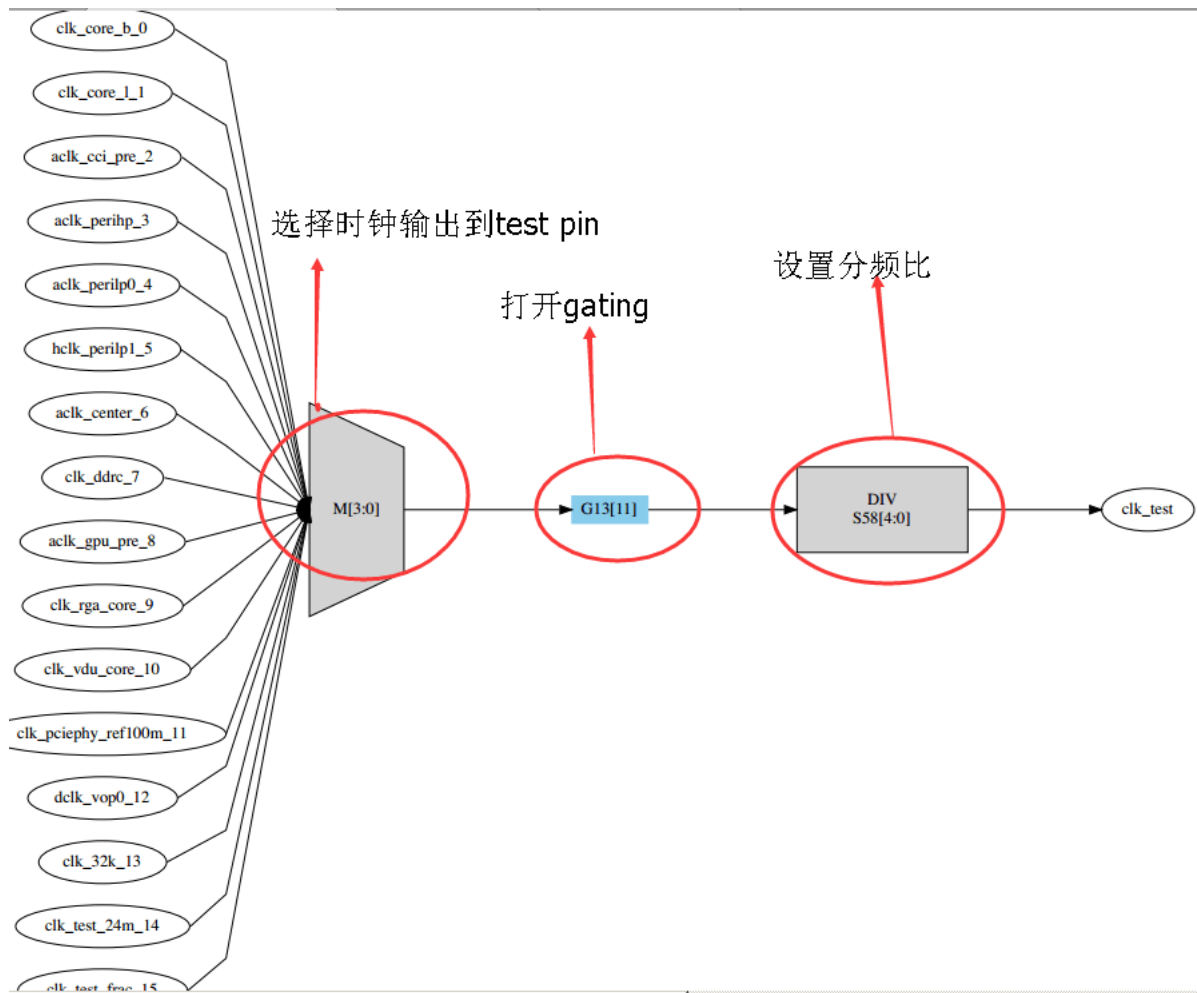 clk_core_b_0
clk_core_l_1
aclk_cci_pre_2
aclk_perihp_3
选择时钟输出到test pin
设置分频比
aclk_perilp0_4
打开gating
hclk_perilp1_5
aclk_center_6
clk_ddrc_7
M[3:0]
G13[11]
DIV
S58[4:0]
clk_test
aclk_gpu_pre_8
clk_rga_core_9
clk_vdu_core_10
clk_pciephy_ref100m_11
dclk_vop0_12
clk_32k_13
clk_test_24m_14
clk_test_frac_15